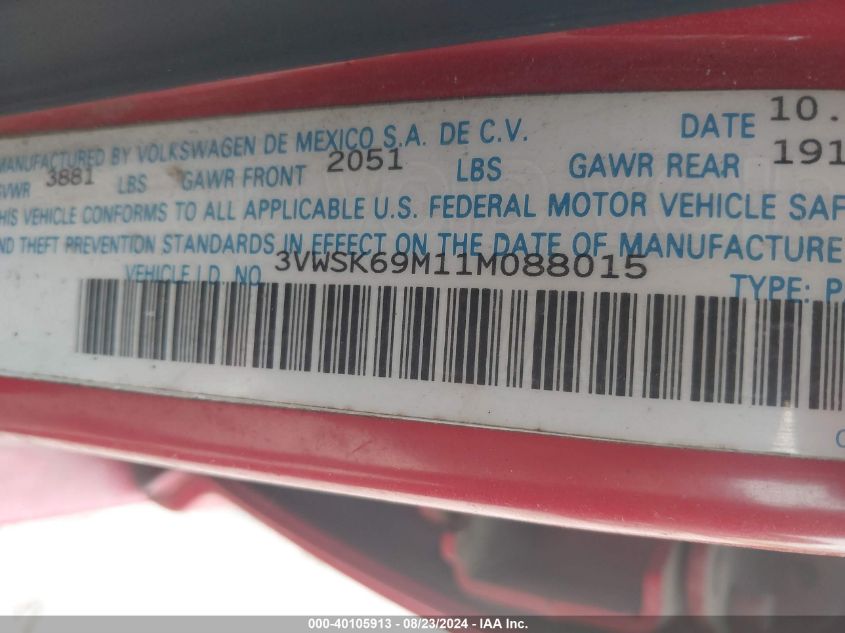 MANUFACTURED BY VOLKSWAGEN DE MEXICO S.A. DE C.V. DATE 10.
GVWR 3881 LBS GAWR FRONT 2051 LBS GAWR REAR 191
THIS VEHICLE CONFORMS TO ALL APPLICABLE U.S. FEDERAL MOTOR VEHICLE SAF
AND THEFT PREVENTION STANDARDS IN EFFECT ON THE DATE OF MANUFACTURE
VEHICLE I.D. NO. 3VWSK69M11M088015 TYPE: P
000-40105913 - 08/23/2024 - IAA Inc.